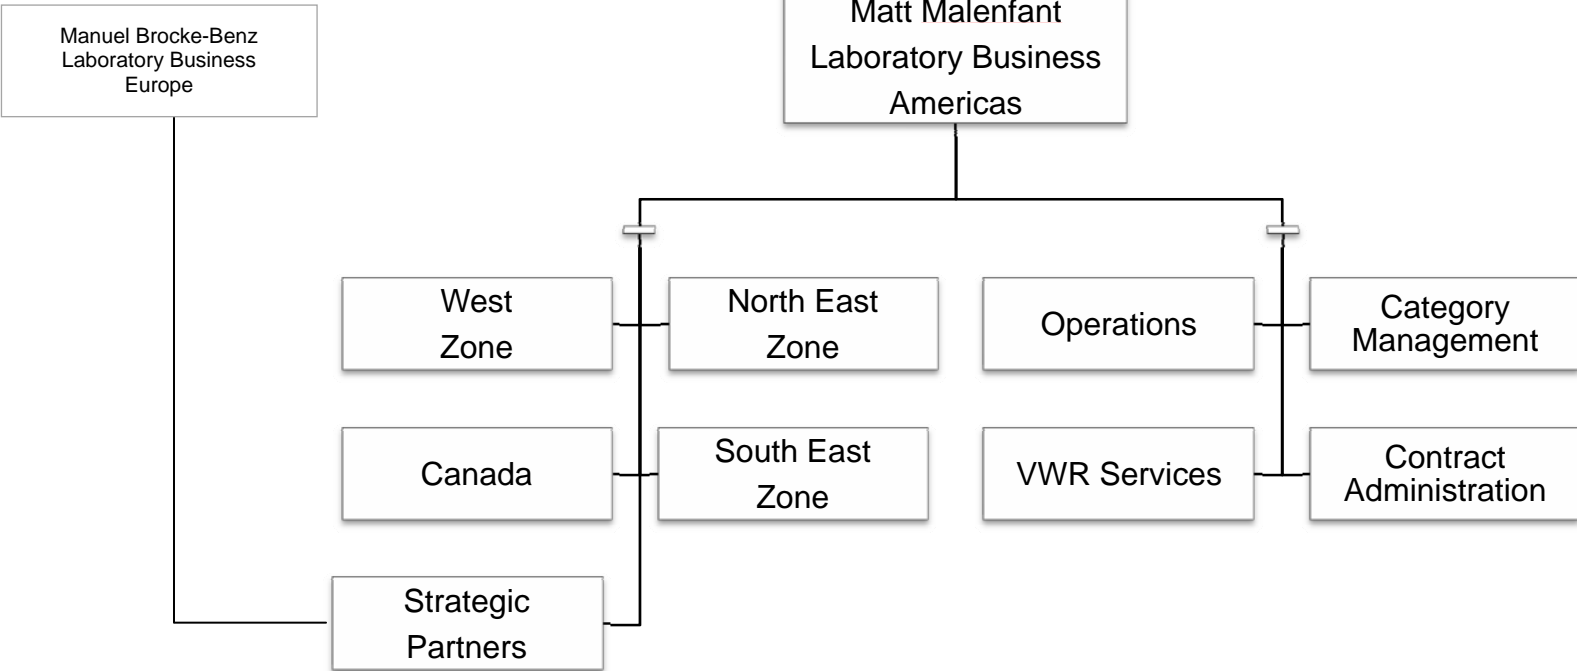 Manuel Brocke-Benz
Laboratory Business
Europe
Matt Malenfant
Laboratory Business
Americas
West
Zone
North East
Zone
Operations
Category
Management
Canada
South East
Zone
VWR Services
Contract
Administration
Strategic
Partners